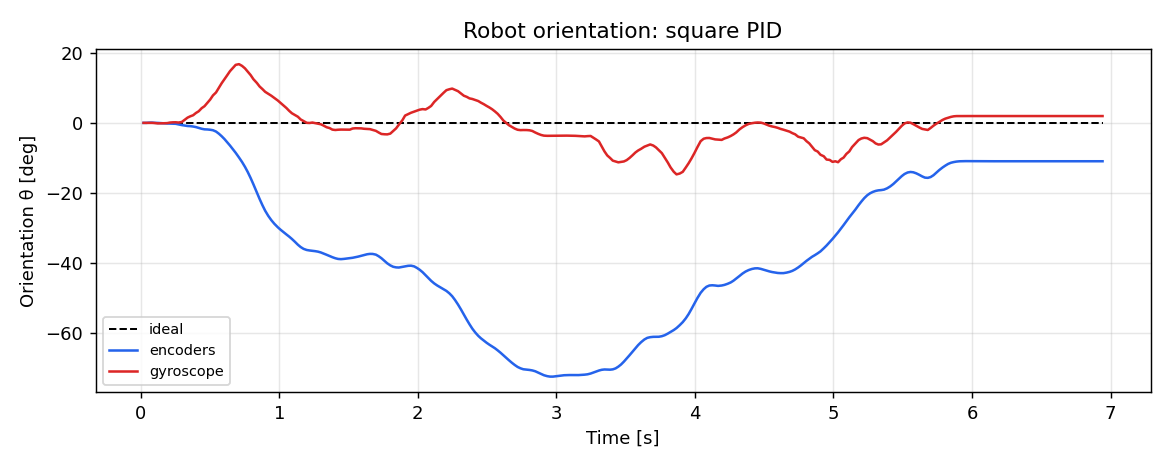 Robot orientation: square PID
Orientation θ [deg]
20
0
−20
−40
−60
ideal
encoders
gyroscope
0 1 2 3 4 5 6 7
Time [s]